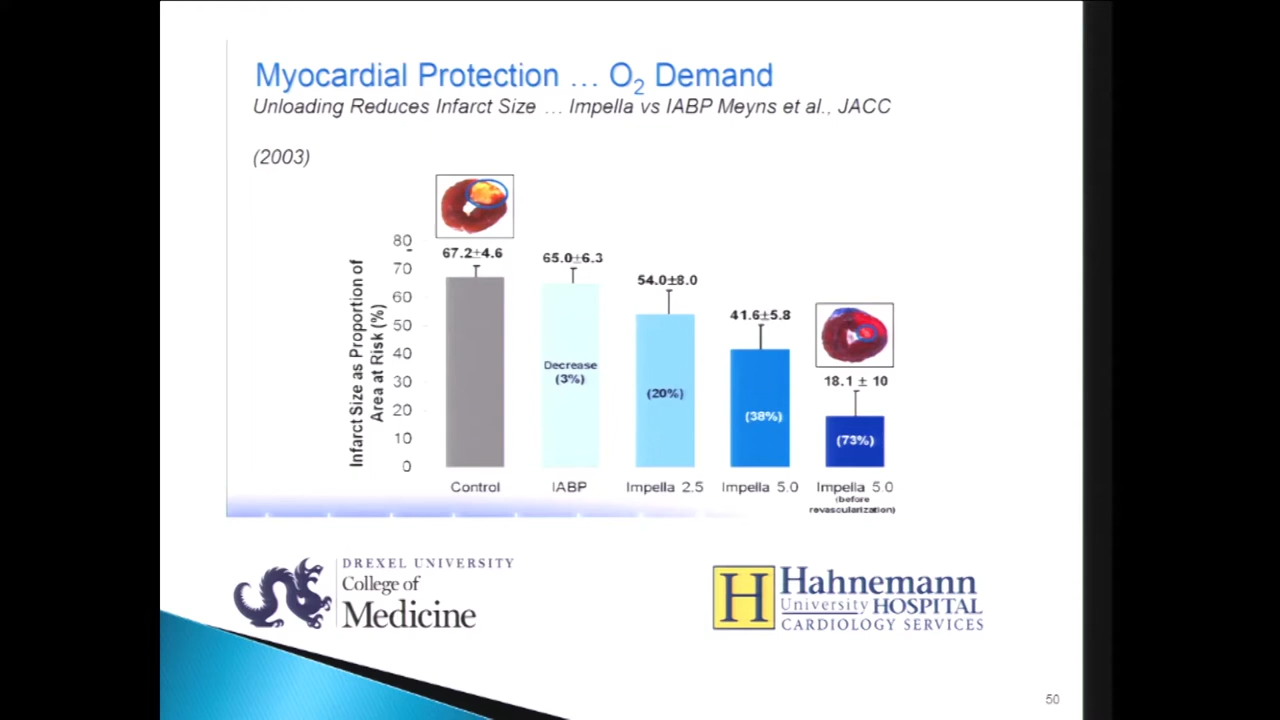 Myocardial Protection … O2 Demand
Unloading Reduces Infarct Size … Impella vs IABP Meyns et al., JACC
(2003)
Infarct Size as Proportion of
Area at Risk (%)
80
70
60
50
40
30
20
10
0
67.2±4.6
65.0±6.3
54.0±8.0
41.6±5.8
18.1 ± 10
Decrease
(3%)
(20%)
(38%)
(73%)
Control
IABP
Impella 2.5
Impella 5.0
Impella 5.0
(before
revascularization)
DREXEL UNIVERSITY
College of
Medicine
H
Hahnemann
University HOSPITAL
CARDIOLOGY SERVICES
50